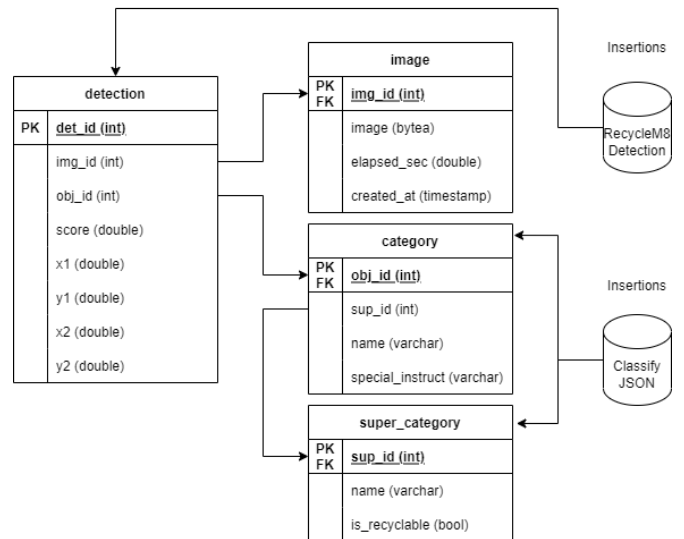 detection
PK det_id (int)
img_id (int)
obj_id (int)
score (double)
x1 (double)
y1 (double)
x2 (double)
y2 (double)
image
PK
FK
img_id (int)
image (bytea)
elapsed_sec (double)
created_at (timestamp)
category
PK
FK
obj_id (int)
sup_id (int)
name (varchar)
special_instruct (varchar)
super_category
PK
FK
sup_id (int)
name (varchar)
is_recyclable (bool)
Insertions
RecycleM8
Detection
Insertions
Classify
JSON